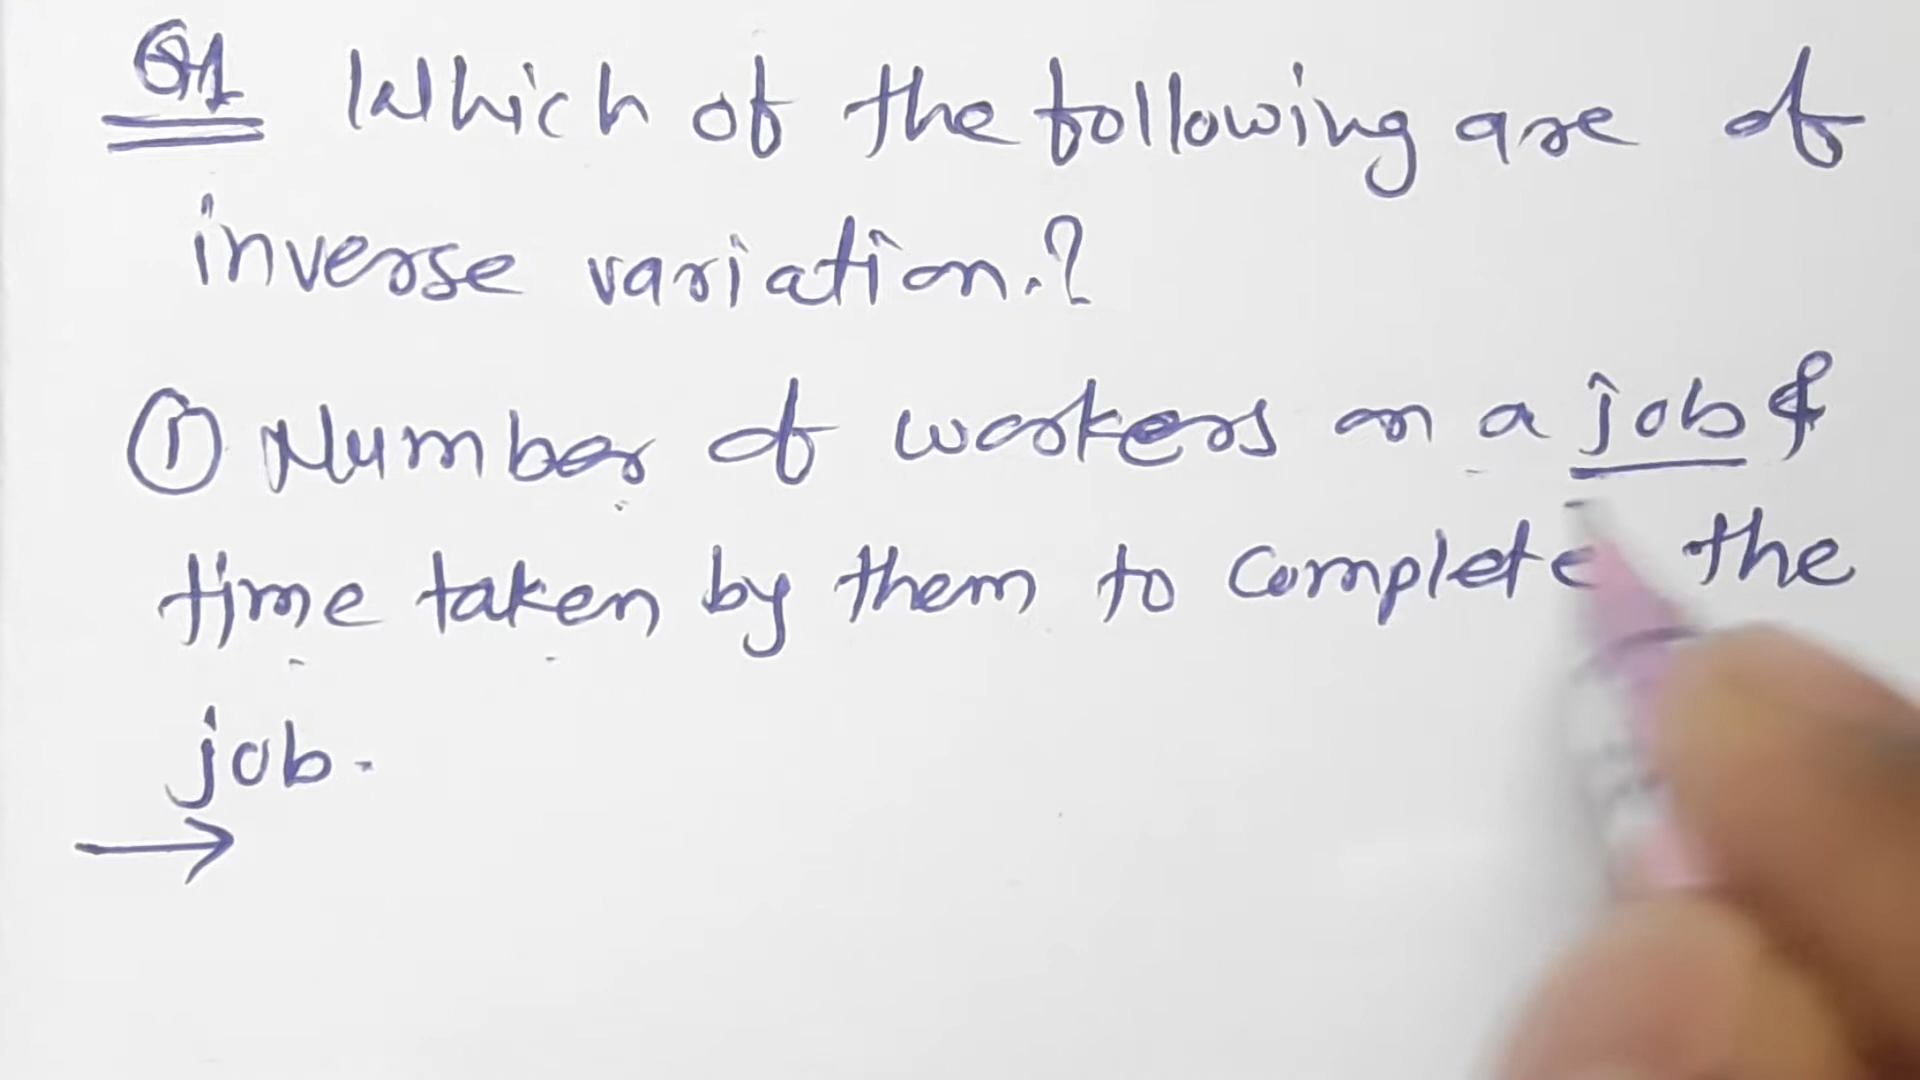 Q1 Which of the following are of
inverse variation.?
① Number of workers on a job &
time taken by them to complete the
job.
→